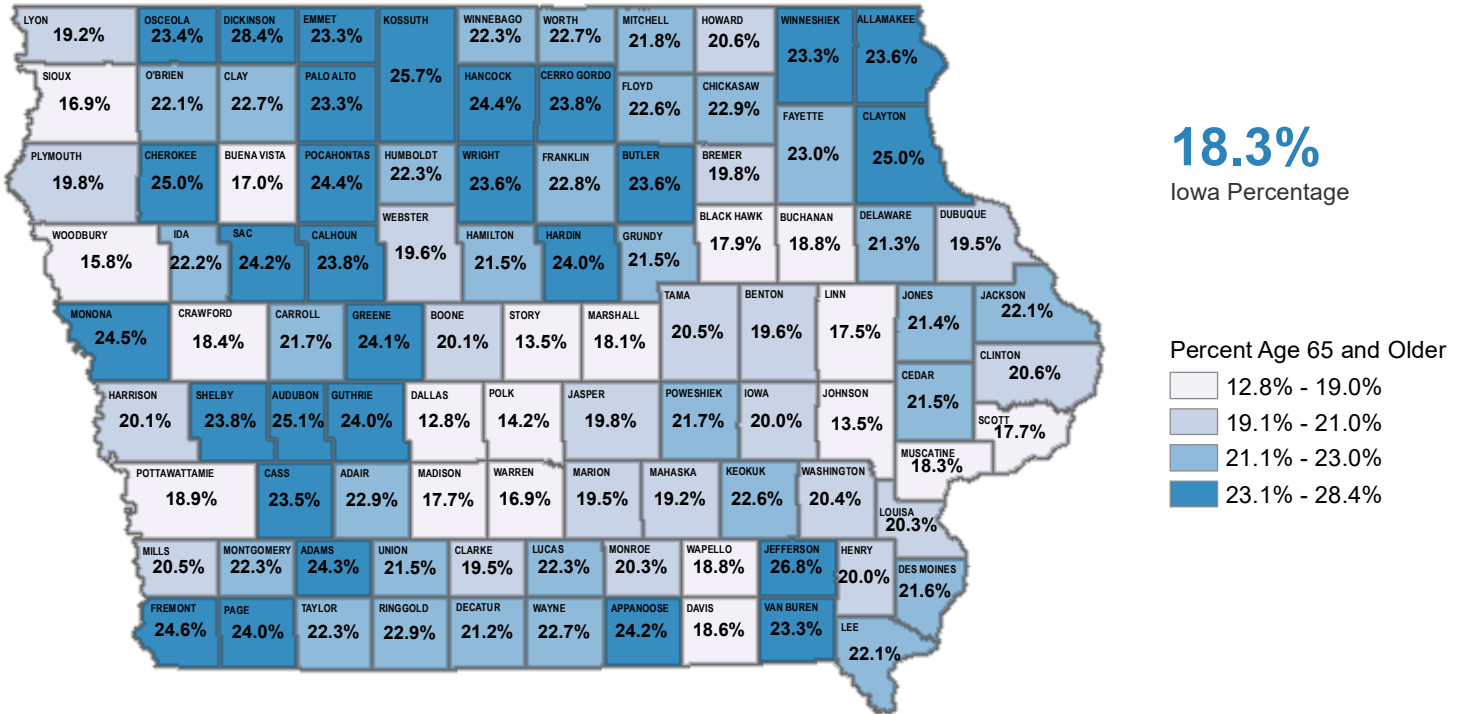 LYON
19.2%
OSCEOLA
23.4%
DICKINSON
28.4%
EMMET
23.3%
KOSSUTH
25.7%
WINNEBAGO
22.3%
WORTH
22.7%
MITCHELL
21.8%
HOWARD
20.6%
WINNESHIEK
23.3%
ALLAMAKEE
23.6%
SIOUX
16.9%
O'BRIEN
22.1%
CLAY
22.7%
PALO ALTO
23.3%
HANCOCK
24.4%
CERRO GORDO
23.8%
FLOYD
22.6%
CHICKASAW
22.9%
FAYETTE
23.0%
CLAYTON
25.0%
PLYMOUTH
19.8%
CHEROKEE
25.0%
BUENA VISTA
17.0%
POCAHONTAS
24.4%
HUMBOLDT
22.3%
WRIGHT
23.6%
FRANKLIN
22.8%
BUTLER
23.6%
BREMER
19.8%
WOODBURY
15.8%
IDA
22.2%
SAC
24.2%
CALHOUN
23.8%
WEBSTER
19.6%
HAMILTON
21.5%
HARDIN
24.0%
GRUNDY
21.5%
BLACK HAWK
17.9%
BUCHANAN
18.8%
DELAWARE
21.3%
DUBUQUE
19.5%
MONONA
24.5%
CRAWFORD
18.4%
CARROLL
21.7%
GREENE
24.1%
BOONE
20.1%
STORY
13.5%
MARSHALL
18.1%
TAMA
20.5%
BENTON
19.6%
LINN
17.5%
JONES
21.4%
JACKSON
22.1%
CLINTON
20.6%
HARRISON
20.1%
SHELBY
23.8%
AUDUBON
25.1%
GUTHRIE
24.0%
DALLAS
12.8%
POLK
14.2%
JASPER
19.8%
POWESHIEK
21.7%
IOWA
20.0%
JOHNSON
13.5%
CEDAR
21.5%
SCOTT
17.7%
MUSCATINE
18.3%
POTTAWATTAMIE
18.9%
CASS
23.5%
ADAIR
22.9%
MADISON
17.7%
WARREN
16.9%
MARION
19.5%
MAHASKA
19.2%
KEOKUK
22.6%
WASHINGTON
20.4%
LOUISA
20.3%
MILLS
20.5%
MONTGOMERY
22.3%
ADAMS
24.3%
UNION
21.5%
CLARKE
19.5%
LUCAS
22.3%
MONROE
20.3%
WAPELLO
18.8%
JEFFERSON
26.8%
HENRY
20.0%
DES MOINES
21.6%
FREMONT
24.6%
PAGE
24.0%
TAYLOR
22.3%
RINGGOLD
22.9%
DECATUR
21.2%
WAYNE
22.7%
APPANOOSE
24.2%
DAVIS
18.6%
VAN BUREN
23.3%
LEE
22.1%
18.3%
Iowa Percentage
Percent Age 65 and Older
12.8% - 19.0%
19.1% - 21.0%
21.1% - 23.0%
23.1% - 28.4%